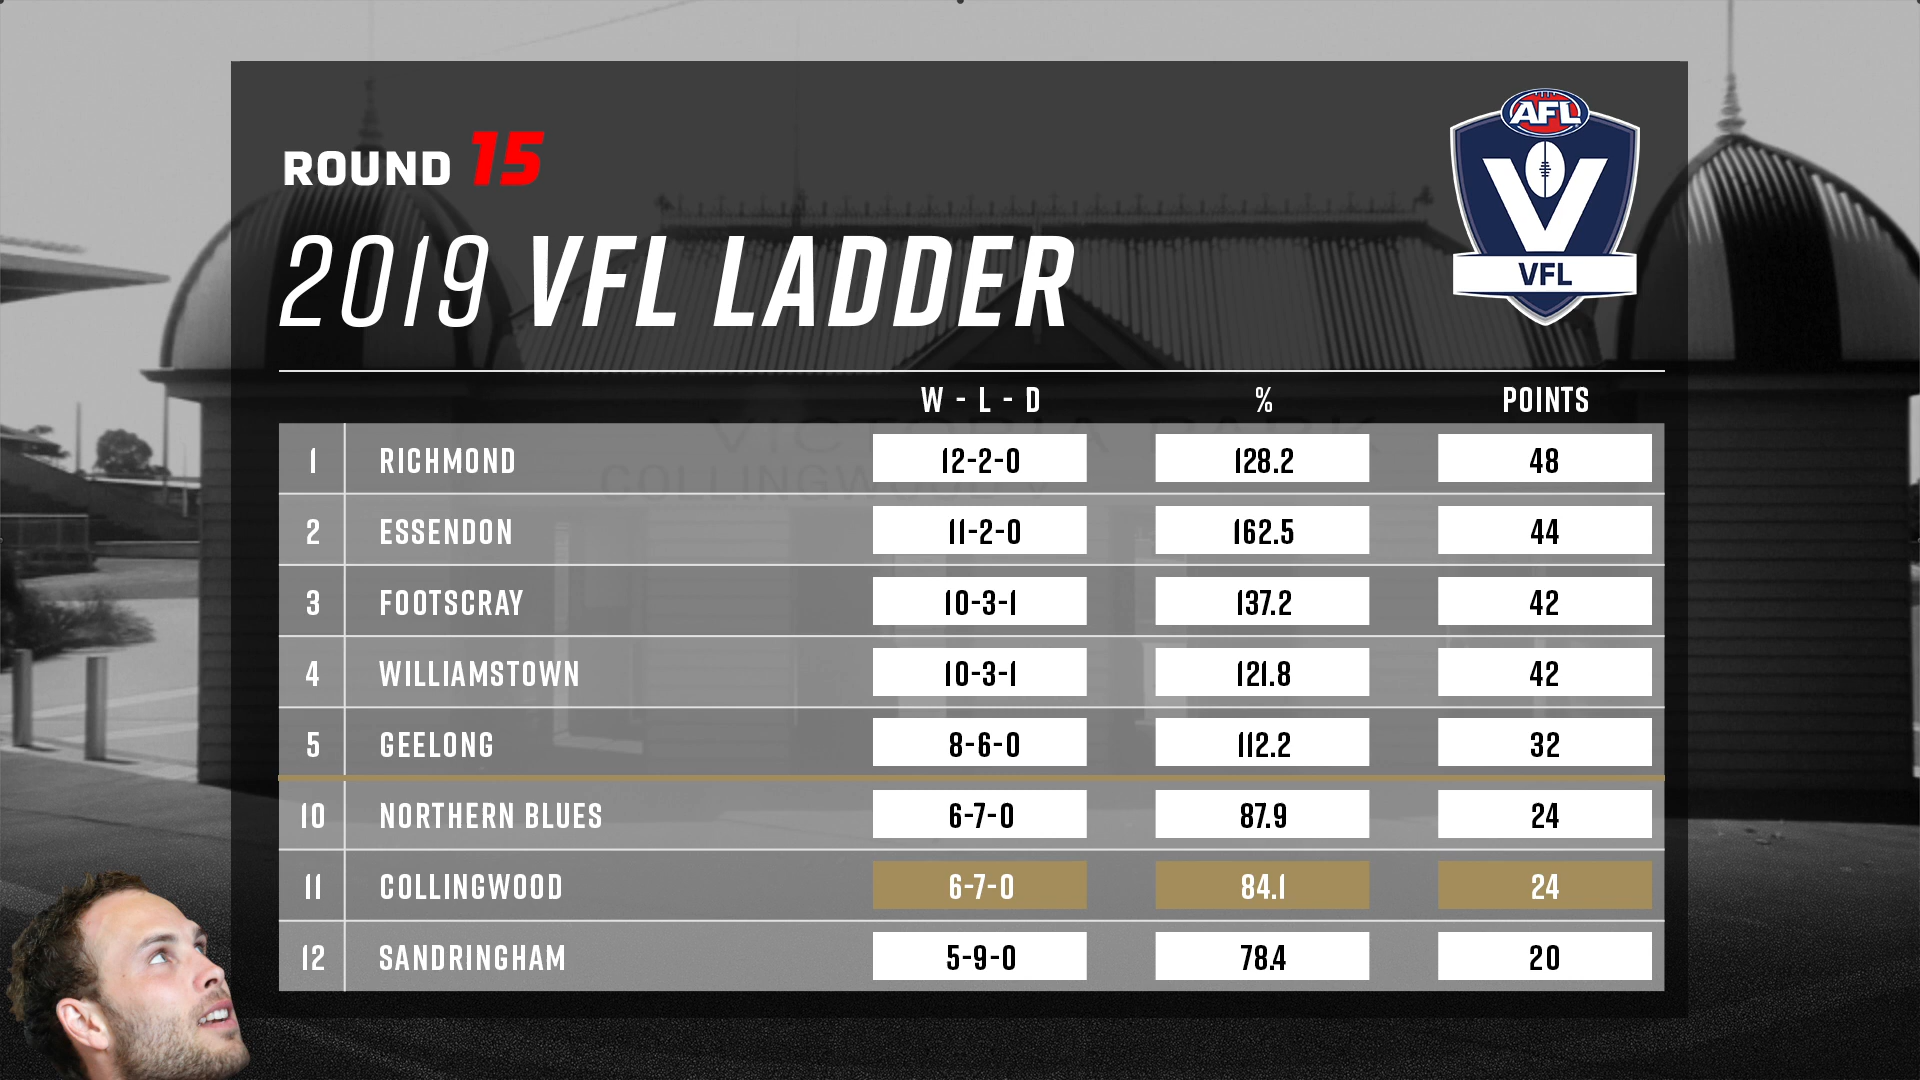 AFL
ROUND 15
VFL
2019 VFL LADDER
W - L - D % POINTS
VICTORIA PARK
COLLINGWOOD
1 RICHMOND 12-2-0 128.2 48
2 ESSENDON 11-2-0 162.5 44
3 FOOTSCRAY 10-3-1 137.2 42
4 WILLIAMSTOWN 10-3-1 121.8 42
5 GEELONG 8-6-0 112.2 32
10 NORTHERN BLUES 6-7-0 87.9 24
11 COLLINGWOOD 6-7-0 84.1 24
12 SANDRINGHAM 5-9-0 78.4 20